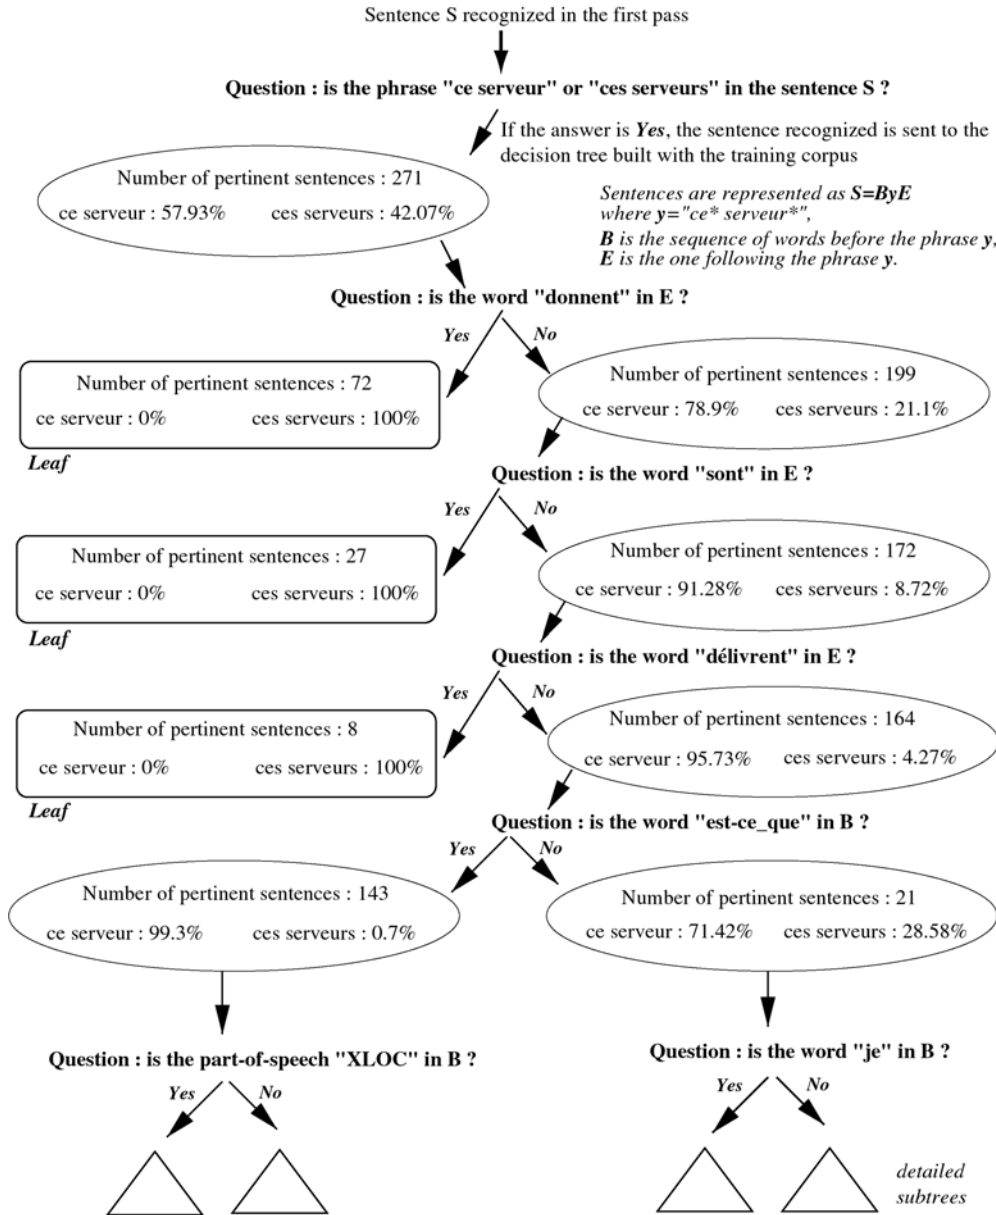 Sentence S recognized in the first pass
Question : is the phrase "ce serveur" or "ces serveurs" in the sentence S ?
If the answer is Yes, the sentence recognized is sent to the
decision tree built with the training corpus
Number of pertinent sentences : 271
ce serveur : 57.93% ces serveurs : 42.07%
Sentences are represented as S=ByE
where y="ce* serveur*",
B is the sequence of words before the phrase y,
E is the one following the phrase y.
Question : is the word "donnent" in E ?
Yes No
Number of pertinent sentences : 72
ce serveur : 0% ces serveurs : 100%
Leaf
Number of pertinent sentences : 199
ce serveur : 78.9% ces serveurs : 21.1%
Question : is the word "sont" in E ?
Yes No
Number of pertinent sentences : 27
ce serveur : 0% ces serveurs : 100%
Leaf
Number of pertinent sentences : 172
ce serveur : 91.28% ces serveurs : 8.72%
Question : is the word "délivrent" in E ?
Yes No
Number of pertinent sentences : 8
ce serveur : 0% ces serveurs : 100%
Leaf
Number of pertinent sentences : 164
ce serveur : 95.73% ces serveurs : 4.27%
Question : is the word "est-ce_que" in B ?
Yes No
Number of pertinent sentences : 143
ce serveur : 99.3% ces serveurs : 0.7%
Number of pertinent sentences : 21
ce serveur : 71.42% ces serveurs : 28.58%
Question : is the part-of-speech "XLOC" in B ?
Yes No
Question : is the word "je" in B ?
Yes No
detailed
subtrees